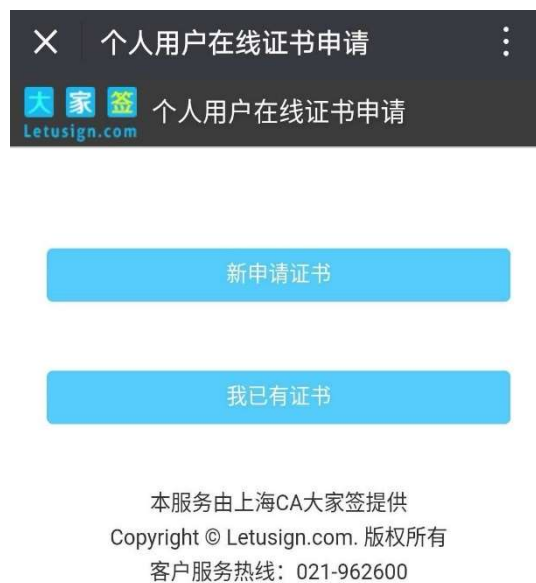 个人用户在线证书申请
大家签
Letusign.com
个人用户在线证书申请
新申请证书
我已有证书
本服务由上海CA大家签提供
Copyright © Letusign.com. 版权所有
客户服务热线：021-962600